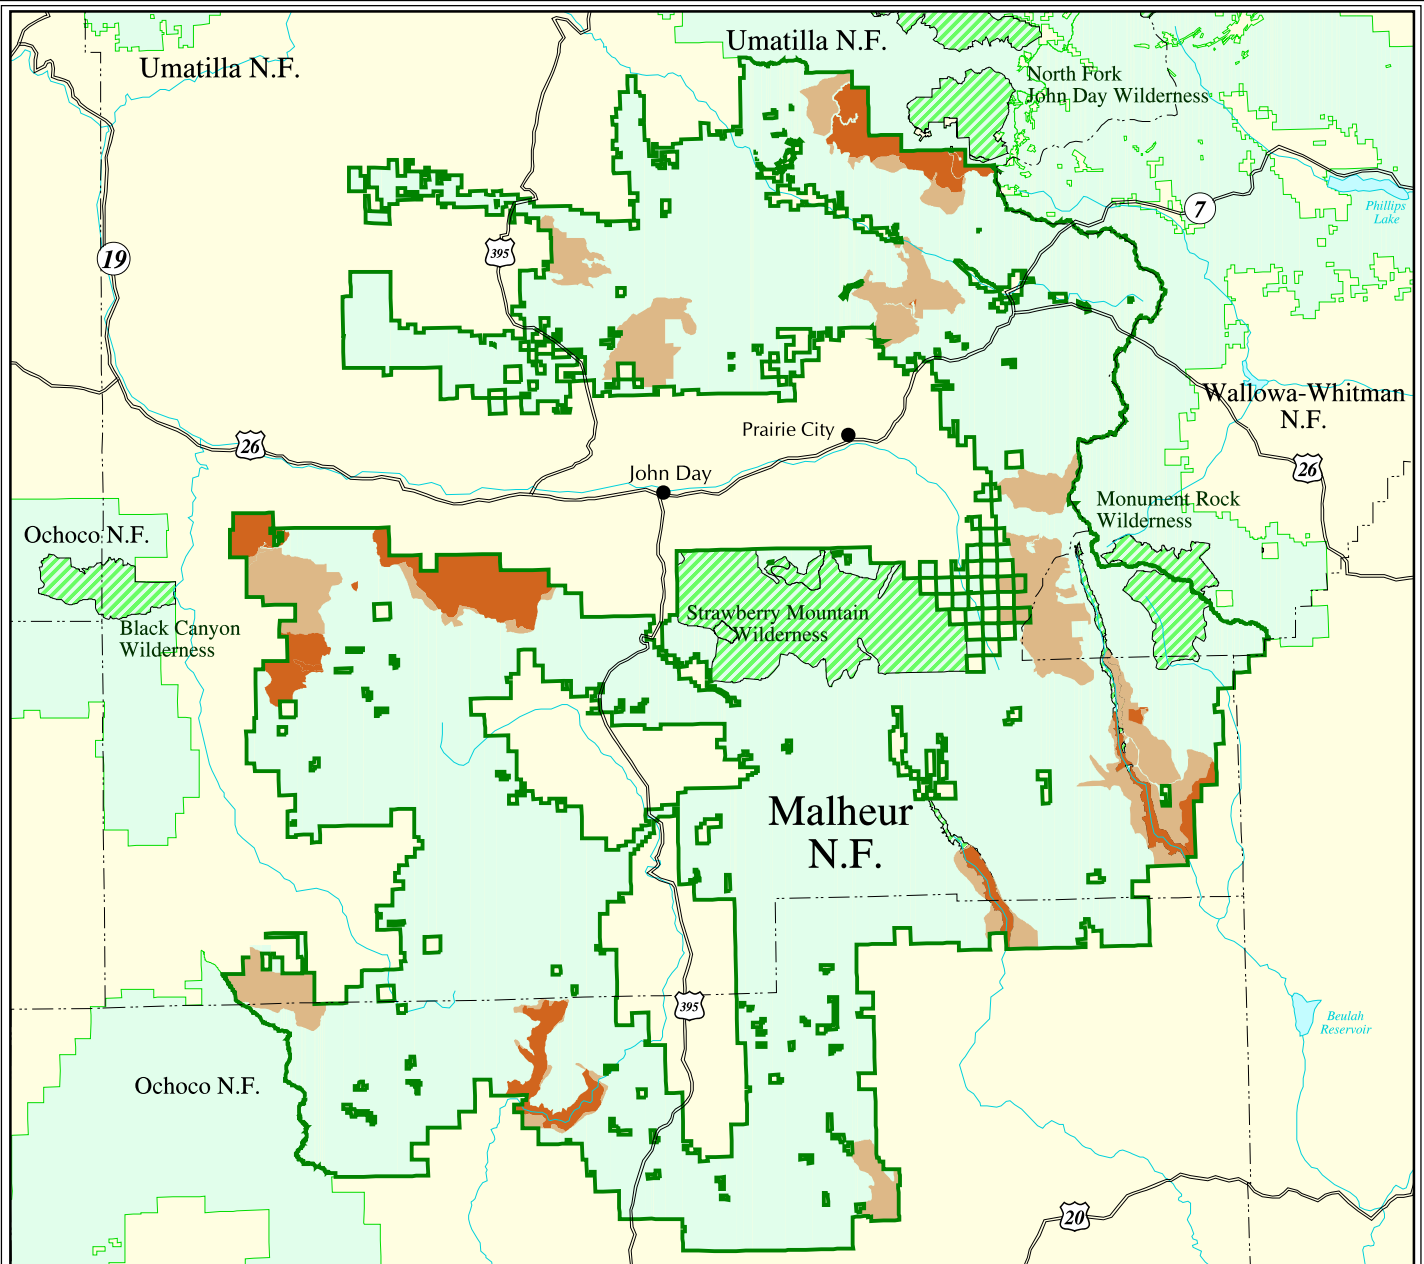 Umatilla N.F.
Umatilla N.F.
North Fork
John Day Wilderness
7
Phillips
Lake
395
19
Wallowa-Whitman
N.F.
Prairie City
26
John Day
26
Monument Rock
Wilderness
Ochoco N.F.
Strawberry Mountain
Wilderness
Black Canyon
Wilderness
Malheur
N.F.
395
Beulah
Reservoir
Ochoco N.F.
20